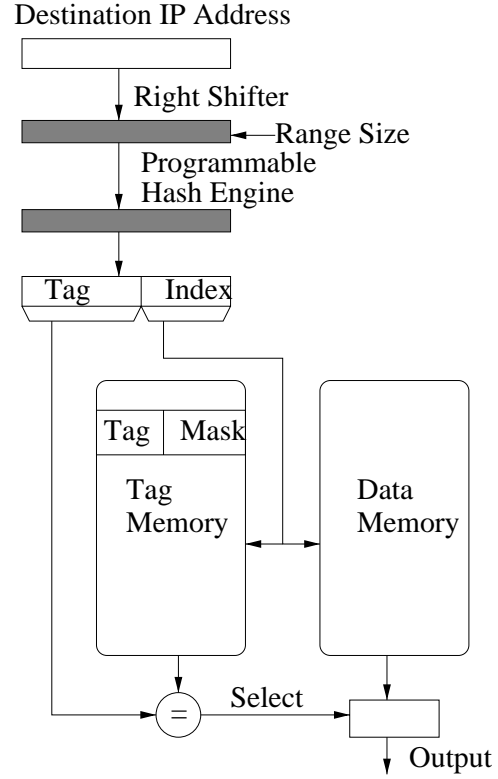 Destination IP Address
Right Shifter
Range Size
Programmable
Hash Engine
Tag Index
Tag Mask
Tag
Memory
Data
Memory
=
Select
Output